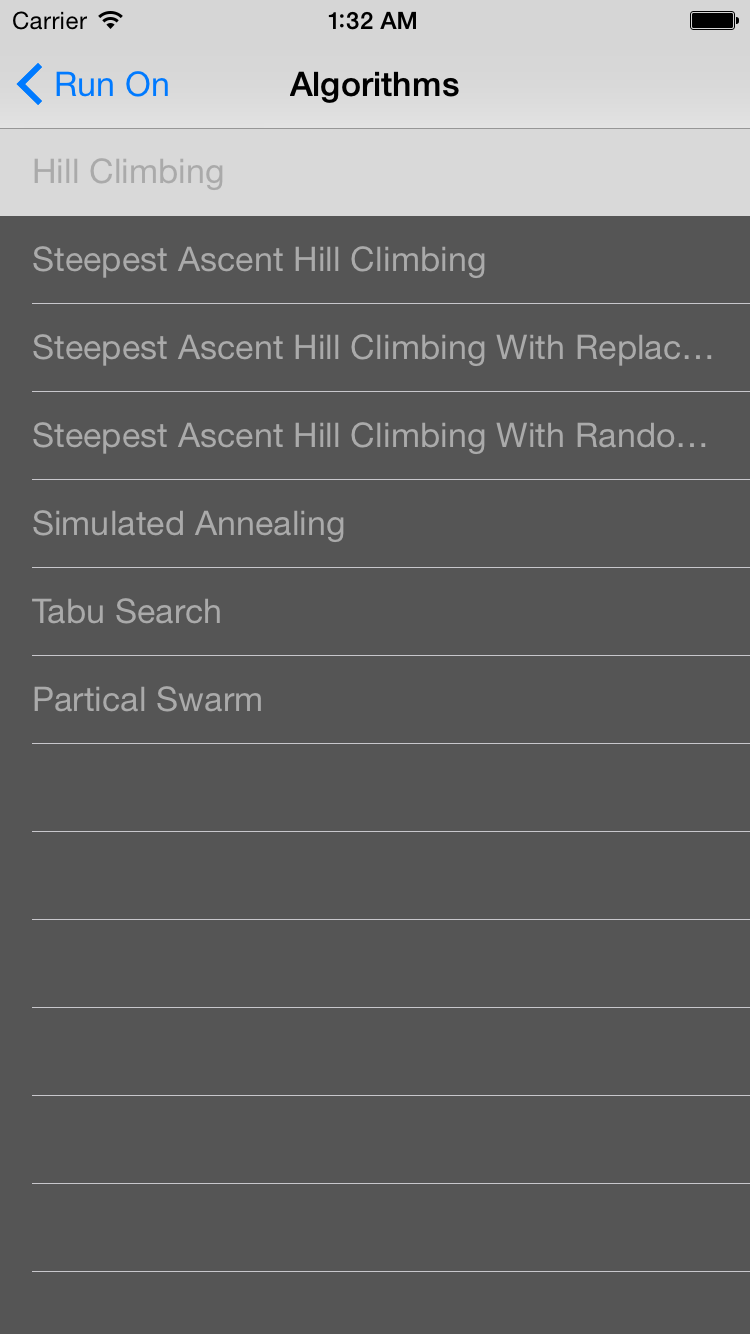 Carrier 1:32 AM
Run On Algorithms
Hill Climbing
Steepest Ascent Hill Climbing
Steepest Ascent Hill Climbing With Replac...
Steepest Ascent Hill Climbing With Rando...
Simulated Annealing
Tabu Search
Partical Swarm